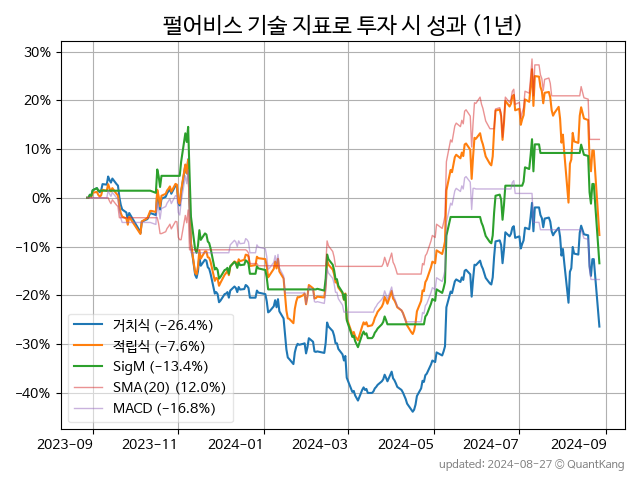 펄어비스 기술 지표로 투자 시 성과 (1년)
30%
20%
10%
0%
−10%
−20%
−30%
−40%
거치식 (−26.4%)
적립식 (−7.6%)
SigM (−13.4%)
SMA(20) (12.0%)
MACD (−16.8%)
2023−09 2023−11 2024−01 2024−03 2024−05 2024−07 2024−09
updated: 2024-08-27 © QuantKang